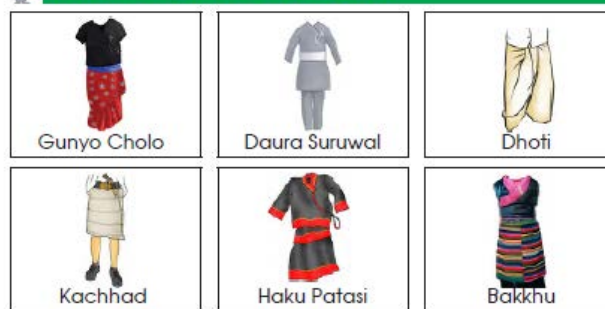 Gunyo Cholo
Daura Suruwal
Dhoti
Kachhad
Haku Patasi
Bakkhu